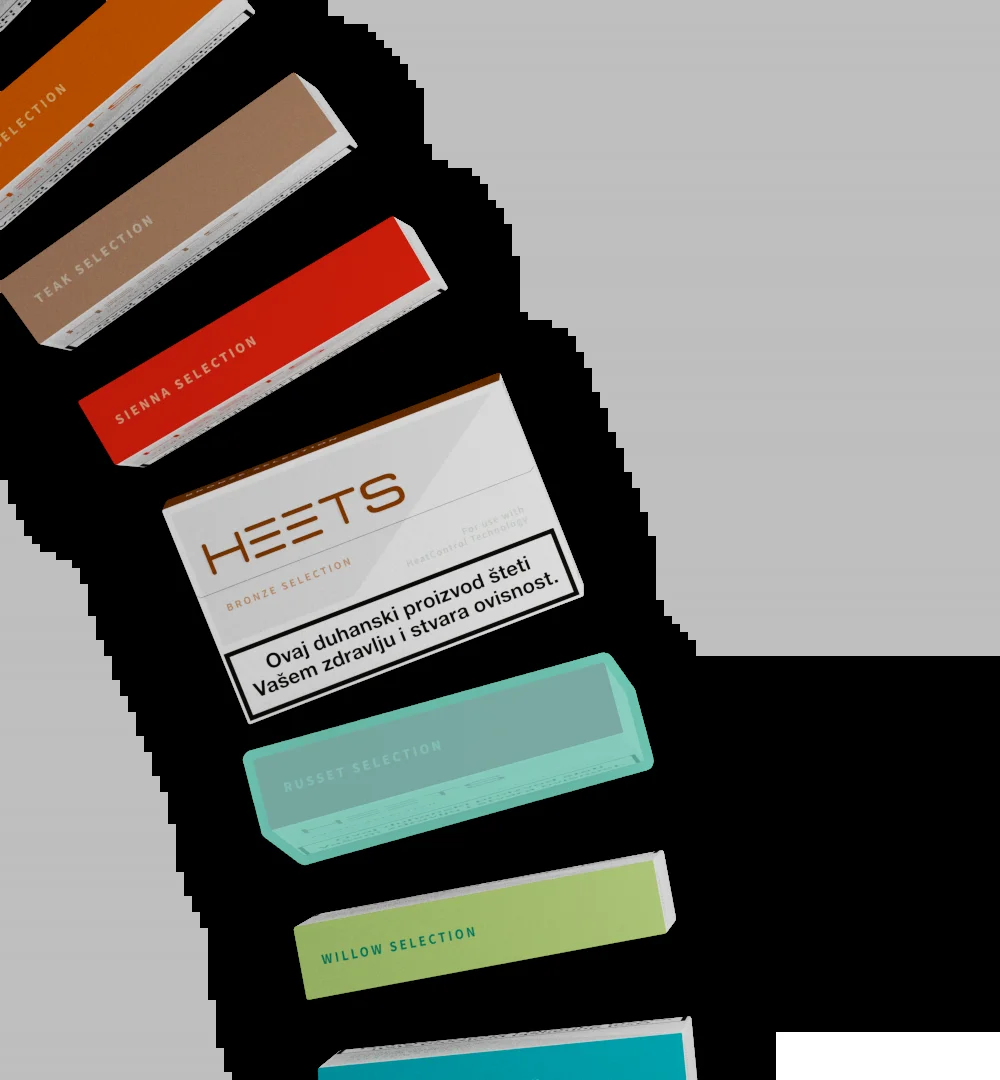 SELECTION
TEAK SELECTION
SIENNA SELECTION
HEETS
BRONZE SELECTION
For use with
HeatControl Technology
Ovaj duhanski proizvod šteti
Vašem zdravlju i stvara ovisnost.
RUSSET SELECTION
WILLOW SELECTION